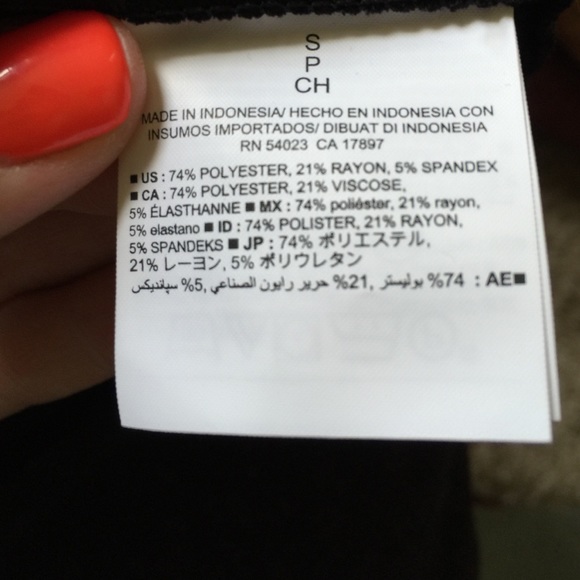 S
P
CH
MADE IN INDONESIA/ HECHO EN INDONESIA CON
INSUMOS IMPORTADOS/ DIBUAT DI INDONESIA
RN 54023 CA 17897
■ US : 74% POLYESTER, 21% RAYON, 5% SPANDEX
■ CA : 74% POLYESTER, 21% VISCOSE,
5% ÉLASTHANNE ■ MX : 74% poliéster, 21% rayon,
5% elastano ■ ID : 74% POLISTER, 21% RAYON,
5% SPANDEKS ■ JP : 74% ポリエステル,
21% レーヨン, 5% ポリウレタン
■AE : 74% بوليستر, 21% حرير رايون الصناعي, 5% سپانديكس